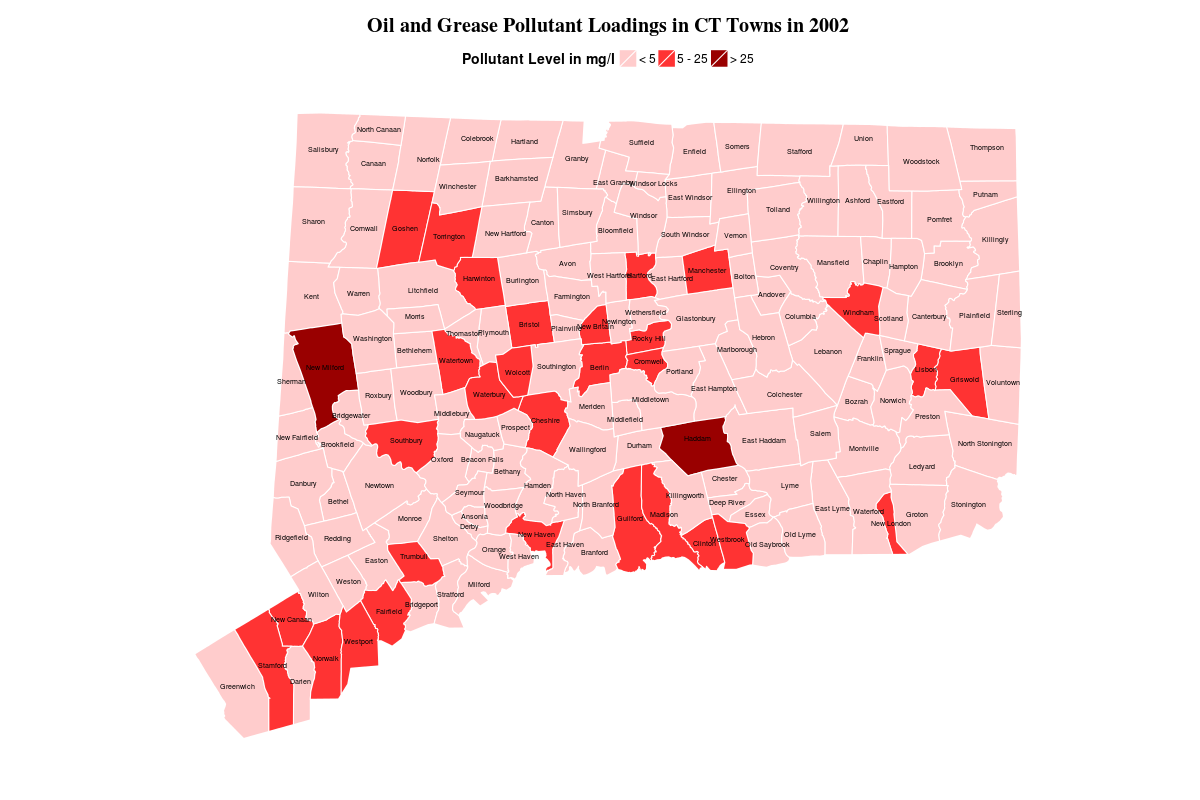 Oil and Grease Pollutant Loadings in CT Towns in 2002
Pollutant Level in mg/l < 5 5 - 25 > 25
North Canaan
Colebrook
Hartland
Suffield
Union
Salisbury
Canaan
Norfolk
Granby
Enfield
Somers
Stafford
Woodstock
Thompson
Winchester
Barkhamsted
East Granby
Windsor Locks
East Windsor
Ellington
Willington
Ashford
Eastford
Putnam
Sharon
Cornwall
Goshen
Torrington
New Hartford
Canton
Simsbury
Bloomfield
Windsor
South Windsor
Vernon
Tolland
Pomfret
Killingly
Kent
Warren
Litchfield
Harwinton
Burlington
Avon
Farmington
West Hartford
Hartford
East Hartford
Manchester
Bolton
Coventry
Andover
Mansfield
Chaplin
Hampton
Brooklyn
Morris
Washington
Bethlehem
Thomaston
Plymouth
Bristol
Plainville
New Britain
Newington
Wethersfield
Glastonbury
Hebron
Columbia
Windham
Scotland
Canterbury
Plainfield
Sterling
New Milford
Sherman
Watertown
Wolcott
Southington
Berlin
Rocky Hill
Cromwell
Portland
Marlborough
Lebanon
Franklin
Sprague
Lisbon
Griswold
Voluntown
Roxbury
Woodbury
Waterbury
Bridgewater
Middlebury
Cheshire
Prospect
Meriden
Middletown
Middlefield
East Hampton
Colchester
Bozrah
Norwich
Preston
New Fairfield
Brookfield
Southbury
Oxford
Naugatuck
Beacon Falls
Bethany
Wallingford
Durham
Haddam
East Haddam
Salem
Montville
North Stonington
Ledyard
Danbury
Bethel
Newtown
Seymour
Woodbridge
Hamden
North Haven
North Branford
Killingworth
Chester
Deep River
Essex
Lyme
East Lyme
Waterford
New London
Groton
Stonington
Ridgefield
Redding
Monroe
Ansonia
Derby
Shelton
Orange
New Haven
West Haven
East Haven
Branford
Guilford
Madison
Clinton
Westbrook
Old Saybrook
Old Lyme
Easton
Trumbull
Weston
Wilton
Milford
Stratford
Bridgeport
Fairfield
New Canaan
Westport
Norwalk
Stamford
Darien
Greenwich